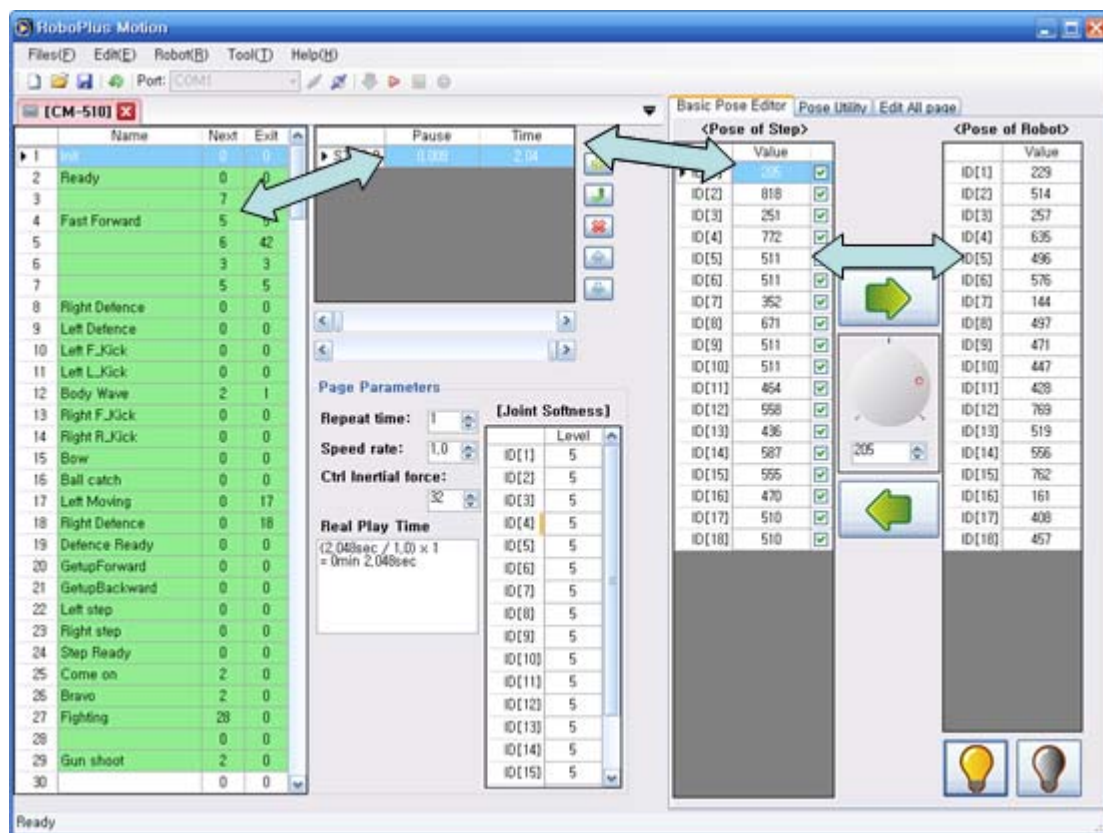 RoboPlus Motion
Files(F) Edit(E) Robot(R) Tool(T) Help(H)
Port: COM1
[CM-510]
Name Next Exit
1 Init 0 0
2 Ready 0 0
3 7
4 Fast Forward 5
5 6 42
6 3 3
7 5 5
8 Right Defence 0 0
9 Left Defence 0 0
10 Left F_Kick 0 0
11 Left L_Kick 0 0
12 Body Wave 2 1
13 Right F_Kick 0 0
14 Right R_Kick 0 0
15 Bow 0 0
16 Ball catch 0 0
17 Left Moving 0 17
18 Right Defence 0 18
19 Defence Ready 0 0
20 GetupForward 0 0
21 GetupBackward 0 0
22 Left step 0 0
23 Right step 0 0
24 Step Ready 0 0
25 Come on 2 0
26 Bravo 2 0
27 Fighting 28 0
28 0 0
29 Gun shoot 2 0
30 0 0
Pause Time
0.008 2.04
Page Parameters
Repeat time: 1
Speed rate: 1,0
Ctrl Inertial force:
32
Real Play Time
(2,048sec / 1,0) x 1
= 0min 2,048sec
[Joint Softness]
Level
ID[1] 5
ID[2] 5
ID[3] 5
ID[4] 5
ID[5] 5
ID[6] 5
ID[7] 5
ID[8] 5
ID[9] 5
ID[10] 5
ID[11] 5
ID[12] 5
ID[13] 5
ID[14] 5
ID[15] 5
Basic Pose Editor Pose Utility Edit All page
<Pose of Step>
Value
205
ID[2] 818
ID[3] 251
ID[4] 772
ID[5] 511
ID[6] 511
ID[7] 352
ID[8] 671
ID[9] 511
ID[10] 511
ID[11] 464
ID[12] 558
ID[13] 436
ID[14] 587
ID[15] 555
ID[16] 470
ID[17] 510
ID[18] 510
205
<Pose of Robot>
Value
ID[1] 229
ID[2] 514
ID[3] 257
ID[4] 635
ID[5] 496
ID[6] 576
ID[7] 144
ID[8] 497
ID[9] 471
ID[10] 447
ID[11] 428
ID[12] 769
ID[13] 519
ID[14] 556
ID[15] 762
ID[16] 161
ID[17] 408
ID[18] 457
Ready